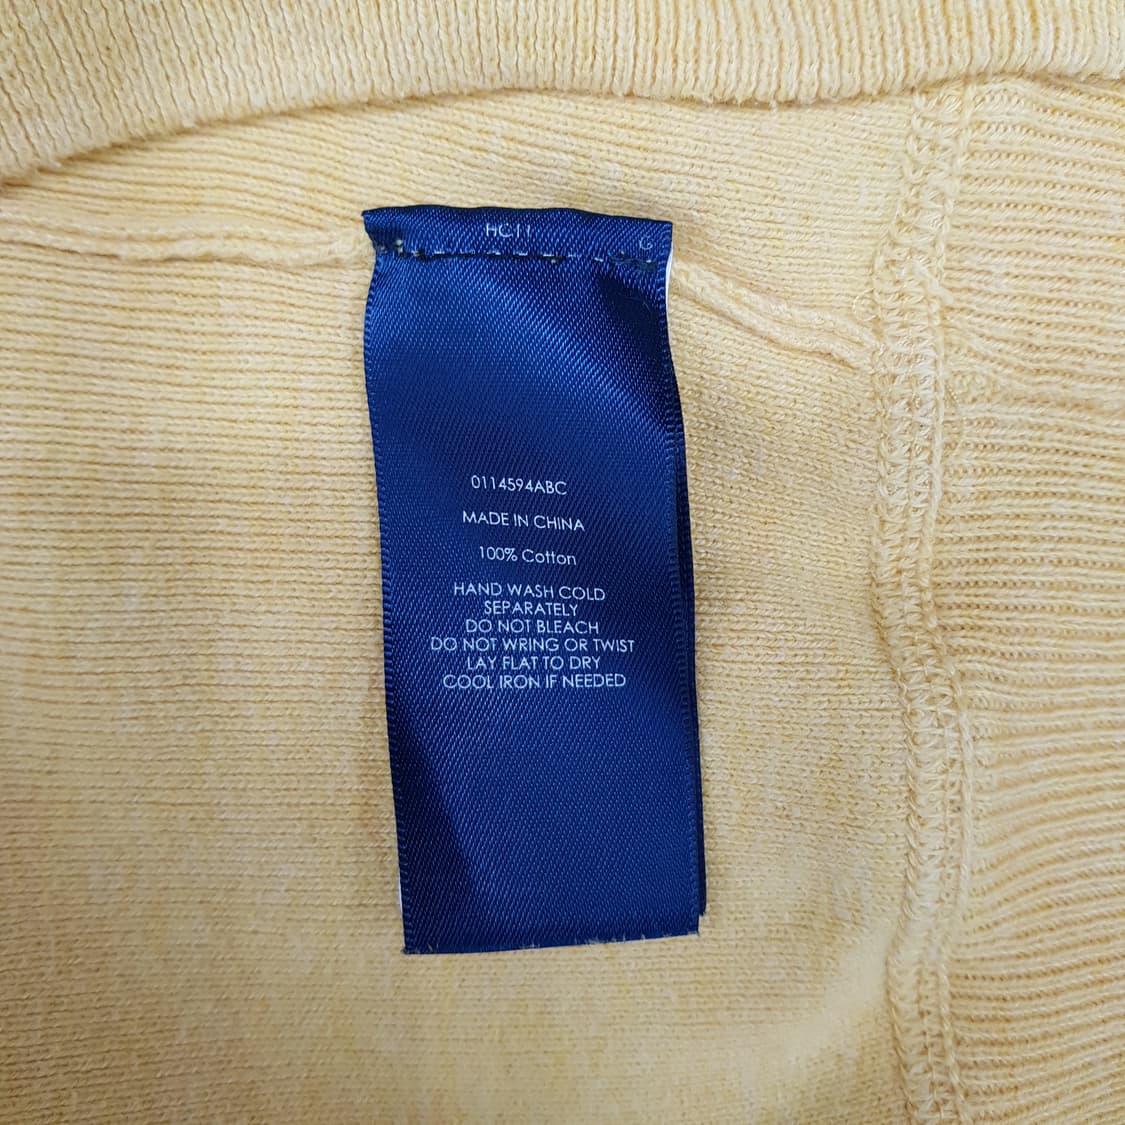 HC11
G
0114594ABC
MADE IN CHINA
100% Cotton
HAND WASH COLD
SEPARATELY
DO NOT BLEACH
DO NOT WRING OR TWIST
LAY FLAT TO DRY
COOL IRON IF NEEDED